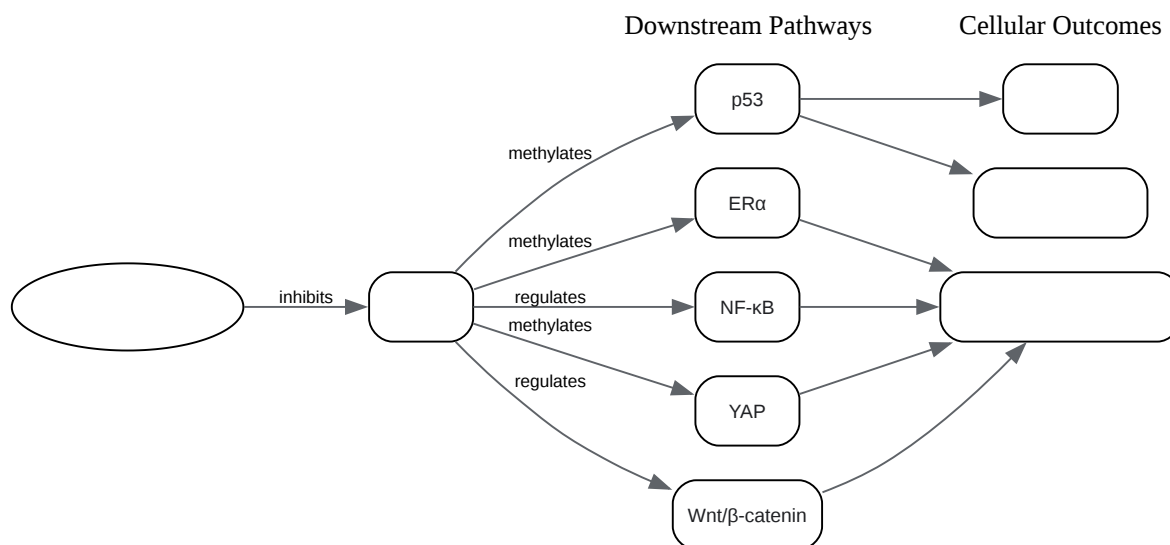 Downstream Pathways
Cellular Outcomes
p53
methylates
ERα
methylates
inhibits
regulates
NF-κB
methylates
regulates
YAP
Wnt/β-catenin